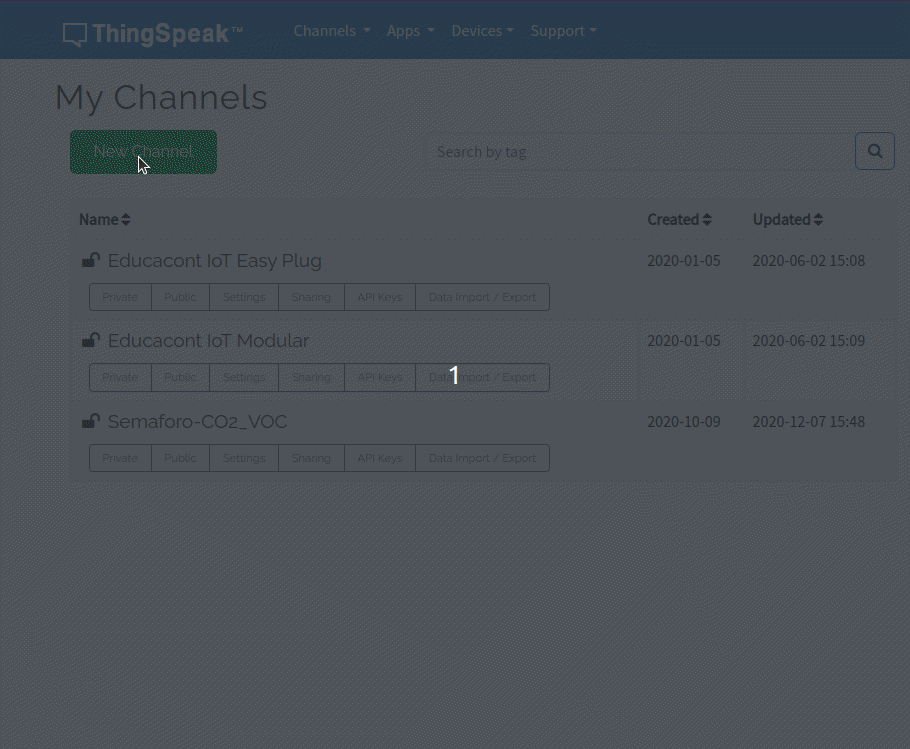 ThingSpeak™ Channels Apps Devices Support
My Channels
New Channel Search by tag
Name Created Updated
Educacont IoT Easy Plug 2020-01-05 2020-06-02 15:08
Private Public Settings Sharing API Keys Data Import / Export
Educacont IoT Modular 2020-01-05 2020-06-02 15:09
Private Public Settings Sharing API Keys Data Import / Export
1
Semaforo-CO2_VOC 2020-10-09 2020-12-07 15:48
Private Public Settings Sharing API Keys Data Import / Export